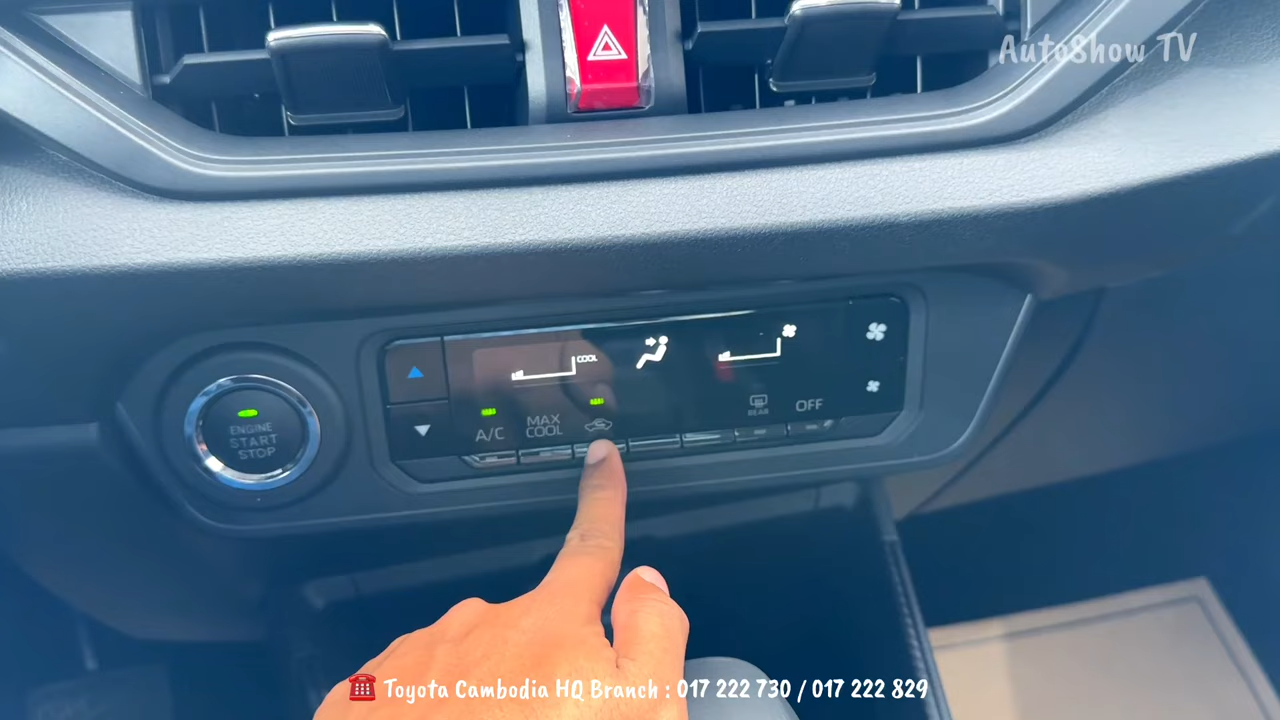 AutoShow TV
COOL
A/C
MAX
COOL
REAR
OFF
ENGINE
START
STOP
Toyota Cambodia HQ Branch : 017 222 730 / 017 222 829